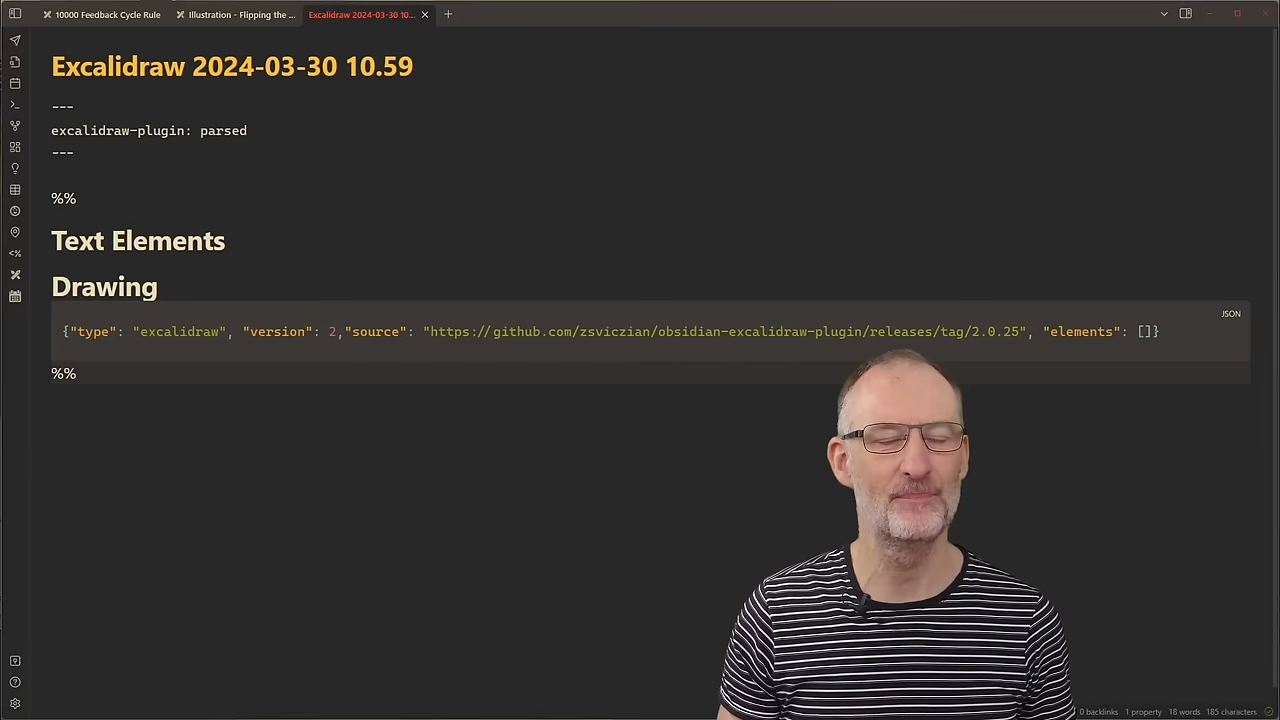 10000 Feedback Cycle Rule
Illustration - Flipping the ...
Excalidraw 2024-03-30 10...
Excalidraw 2024-03-30 10.59
---
excalidraw-plugin: parsed
---
%%
Text Elements
Drawing
JSON
{"type": "excalidraw", "version": 2,"source": "https://github.com/zsviczian/obsidian-excalidraw-plugin/releases/tag/2.0.25", "elements": []}
%%
0 backlinks 1 property 18 words 185 characters